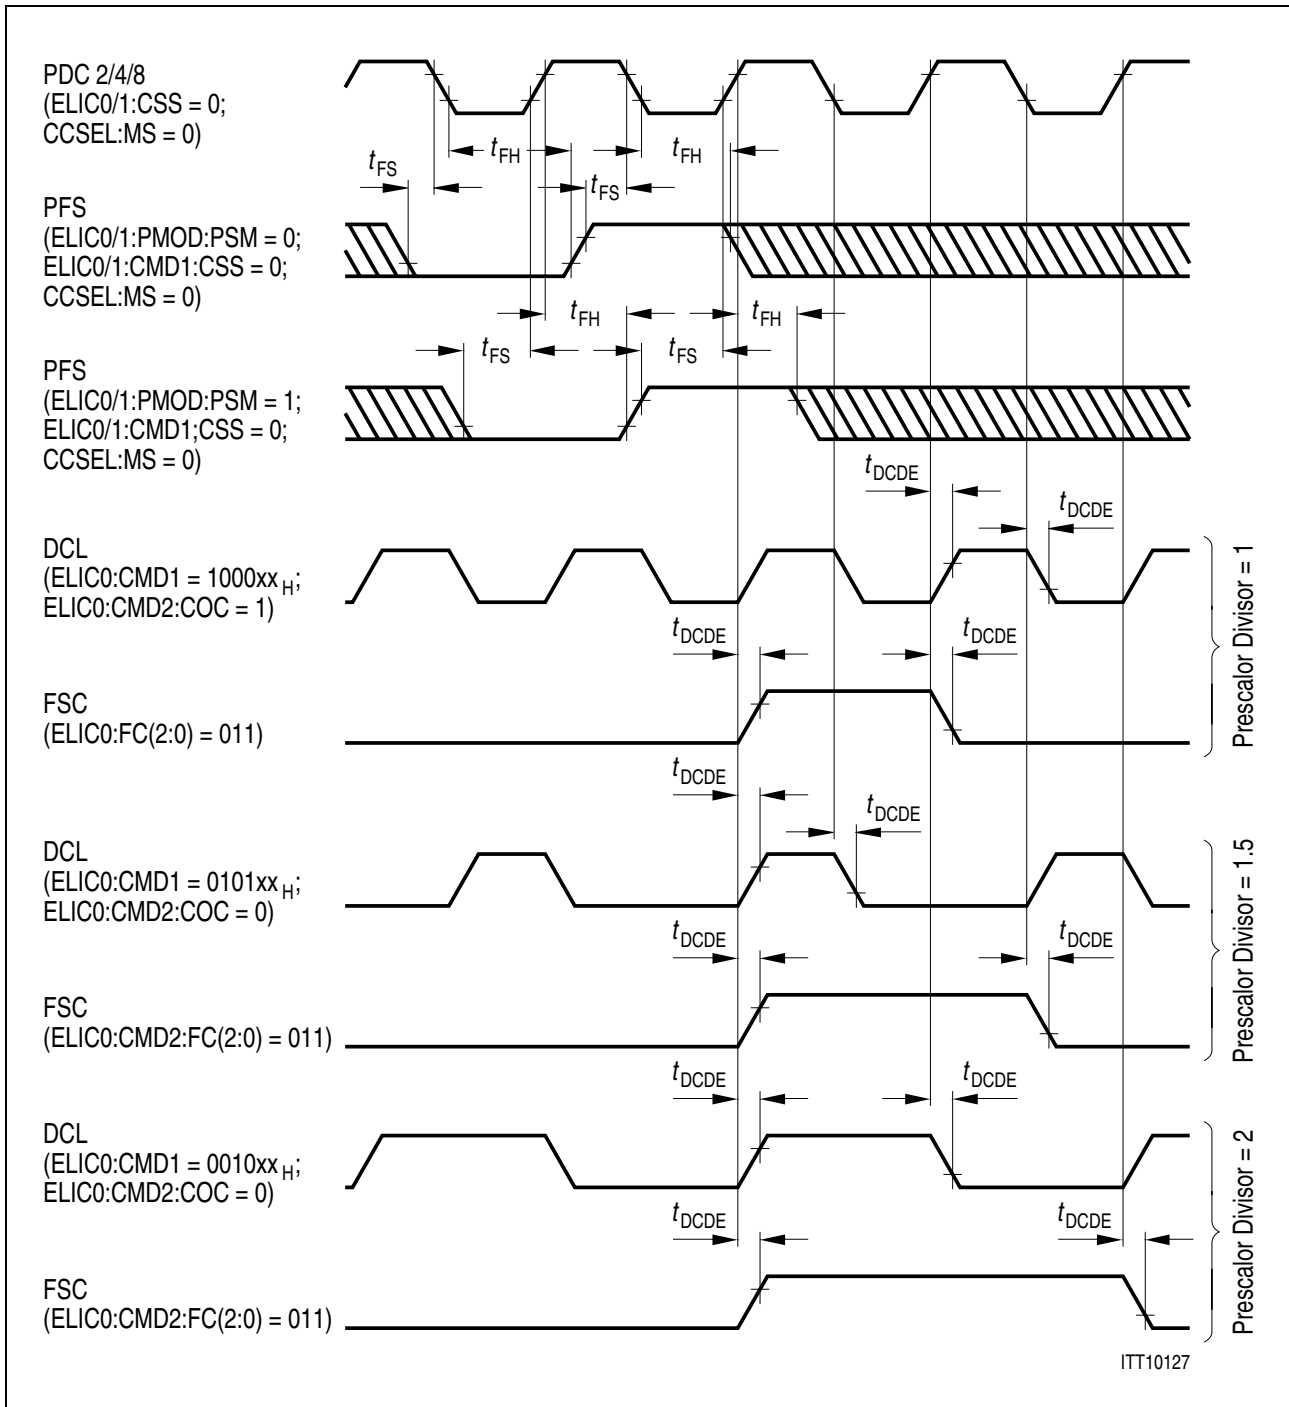 PDC 2/4/8
(ELIC0/1:CSS = 0;
CCSEL:MS = 0)
tFH
tFH
tFS
tFS
PFS
(ELIC0/1:PMOD:PSM = 0;
ELIC0/1:CMD1:CSS = 0;
CCSEL:MS = 0)
tFH
tFH
tFS
tFS
PFS
(ELIC0/1:PMOD:PSM = 1;
ELIC0/1:CMD1;CSS = 0;
CCSEL:MS = 0)
tDCDE
tDCDE
DCL
(ELIC0:CMD1 = 1000xx H;
ELIC0:CMD2:COC = 1)
tDCDE
tDCDE
FSC
(ELIC0:FC(2:0) = 011)
Prescalor Divisor = 1
tDCDE
tDCDE
DCL
(ELIC0:CMD1 = 0101xx H;
ELIC0:CMD2:COC = 0)
tDCDE
tDCDE
FSC
(ELIC0:CMD2:FC(2:0) = 011)
Prescalor Divisor = 1.5
tDCDE
tDCDE
DCL
(ELIC0:CMD1 = 0010xx H;
ELIC0:CMD2:COC = 0)
tDCDE
tDCDE
FSC
(ELIC0:CMD2:FC(2:0) = 011)
Prescalor Divisor = 2
ITT10127